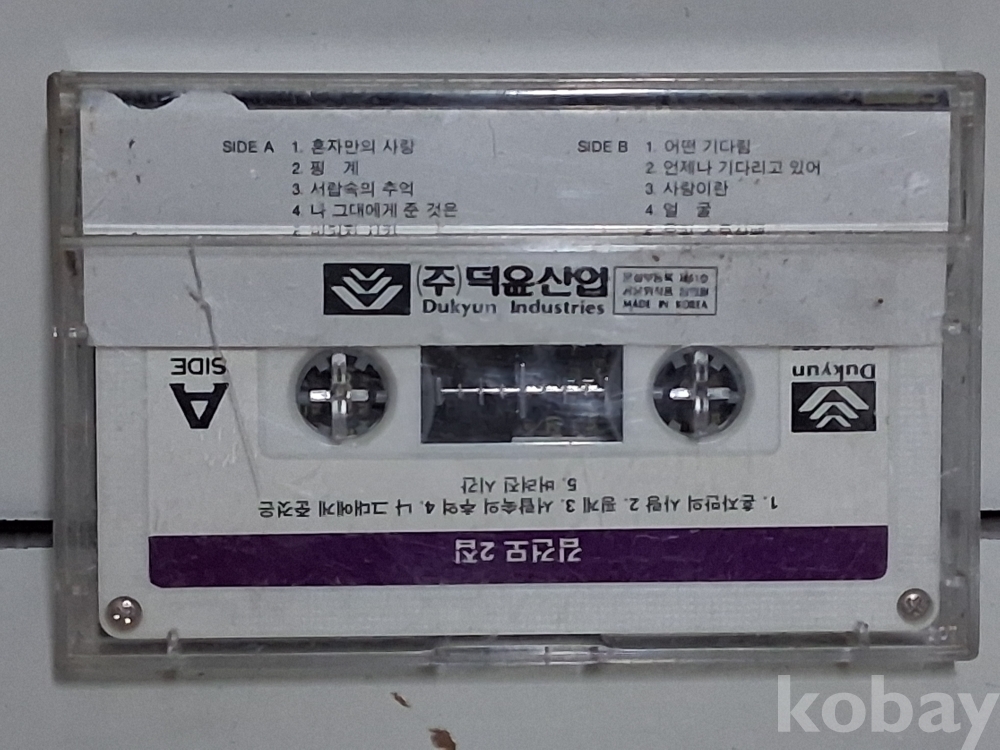 SIDE A
1. 혼자만의 사랑
2. 핑 계
3. 서랍속의 추억
4. 나 그대에게 준 것은
SIDE B
1. 어떤 기다림
2. 언제나 기다리고 있어
3. 사랑이란
4. 얼 굴
(주)덕윤산업
Dukyun Industries
MADE IN KOREA
SIDE
A
Dukyun
1. 혼자만의 사랑 2. 핑계 3. 서랍속의 추억 4. 나 그대에게 준것은
5. 버려진 시간
김건모 2집
kobay